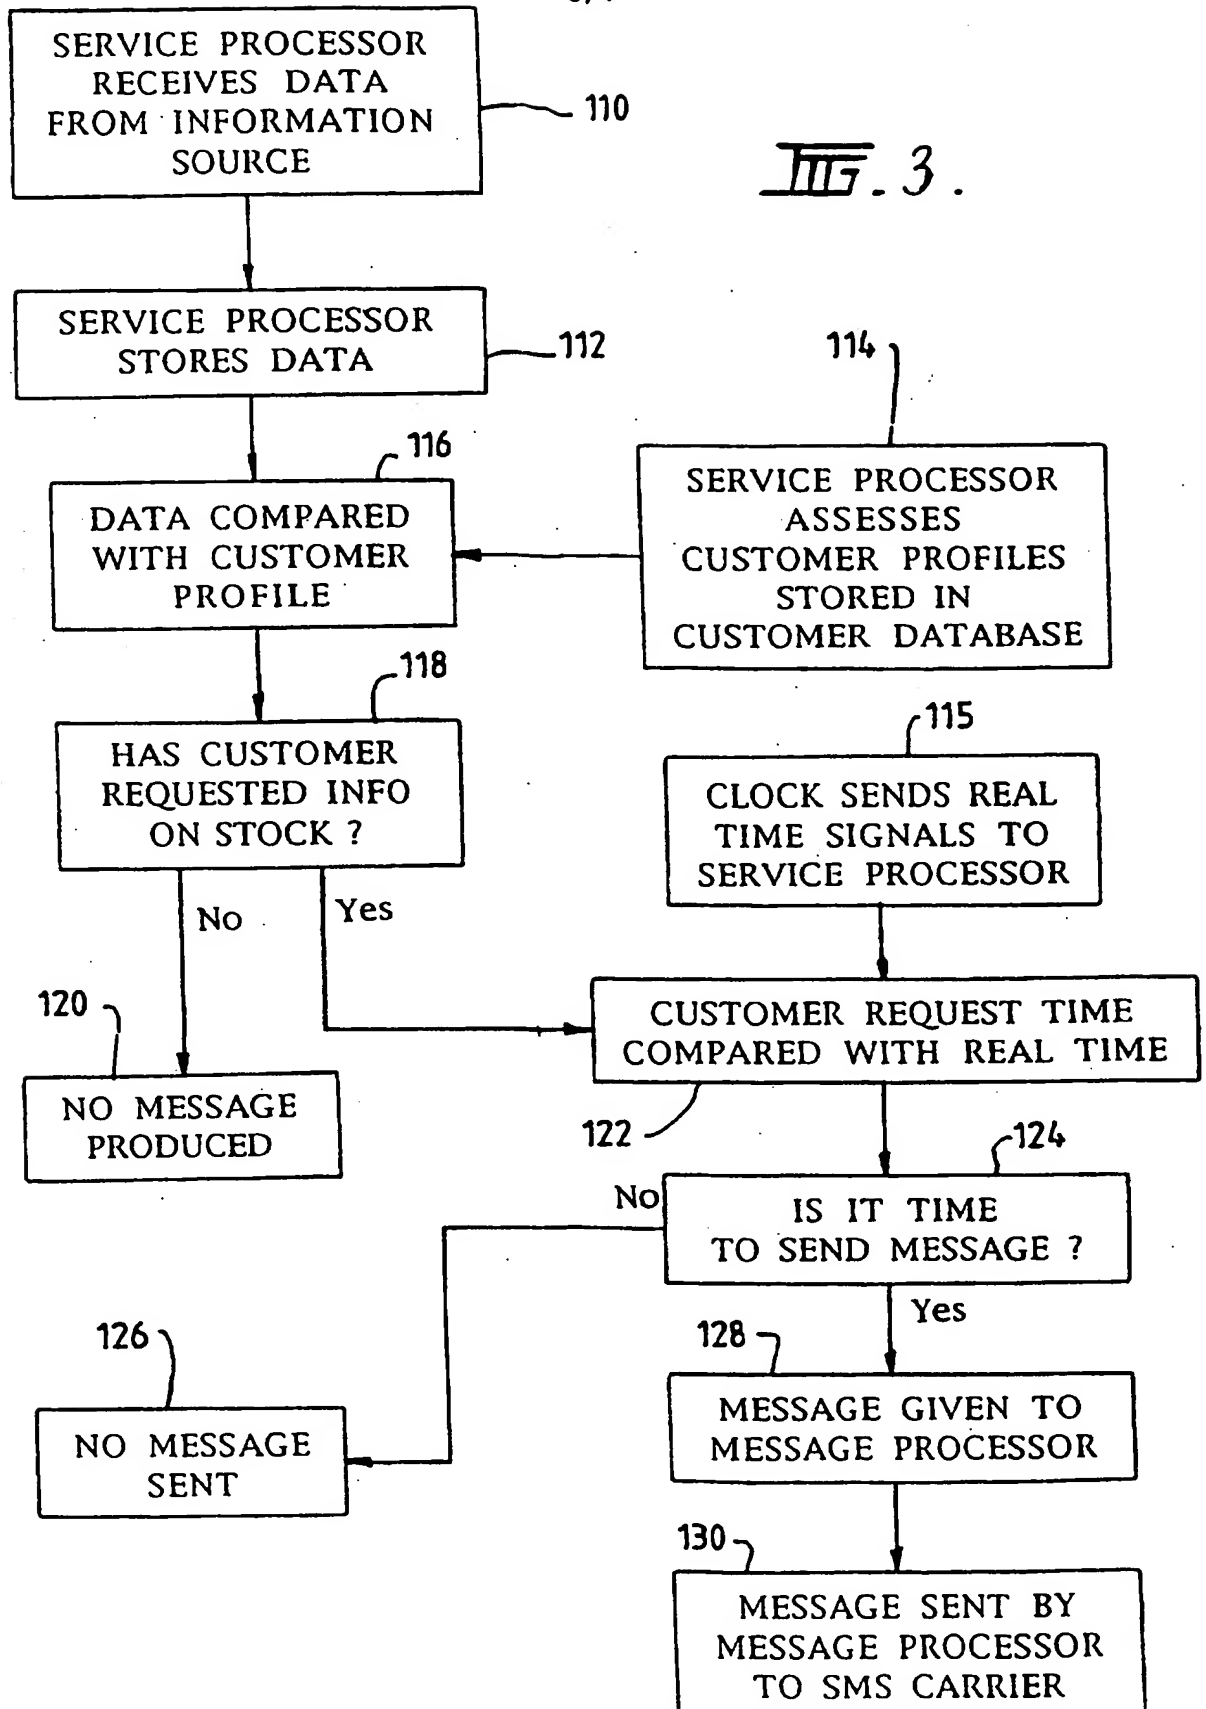 SERVICE PROCESSOR
RECEIVES DATA
FROM INFORMATION
SOURCE
110
FIG. 3.
SERVICE PROCESSOR
STORES DATA
112
114
116
DATA COMPARED
WITH CUSTOMER
PROFILE
SERVICE PROCESSOR
ASSESSES
CUSTOMER PROFILES
STORED IN
CUSTOMER DATABASE
118
HAS CUSTOMER
REQUESTED INFO
ON STOCK ?
115
CLOCK SENDS REAL
TIME SIGNALS TO
SERVICE PROCESSOR
No
Yes
120
NO MESSAGE
PRODUCED
CUSTOMER REQUEST TIME
COMPARED WITH REAL TIME
122
124
No
IS IT TIME
TO SEND MESSAGE ?
Yes
126
NO MESSAGE
SENT
128
MESSAGE GIVEN TO
MESSAGE PROCESSOR
130
MESSAGE SENT BY
MESSAGE PROCESSOR
TO SMS CARRIER